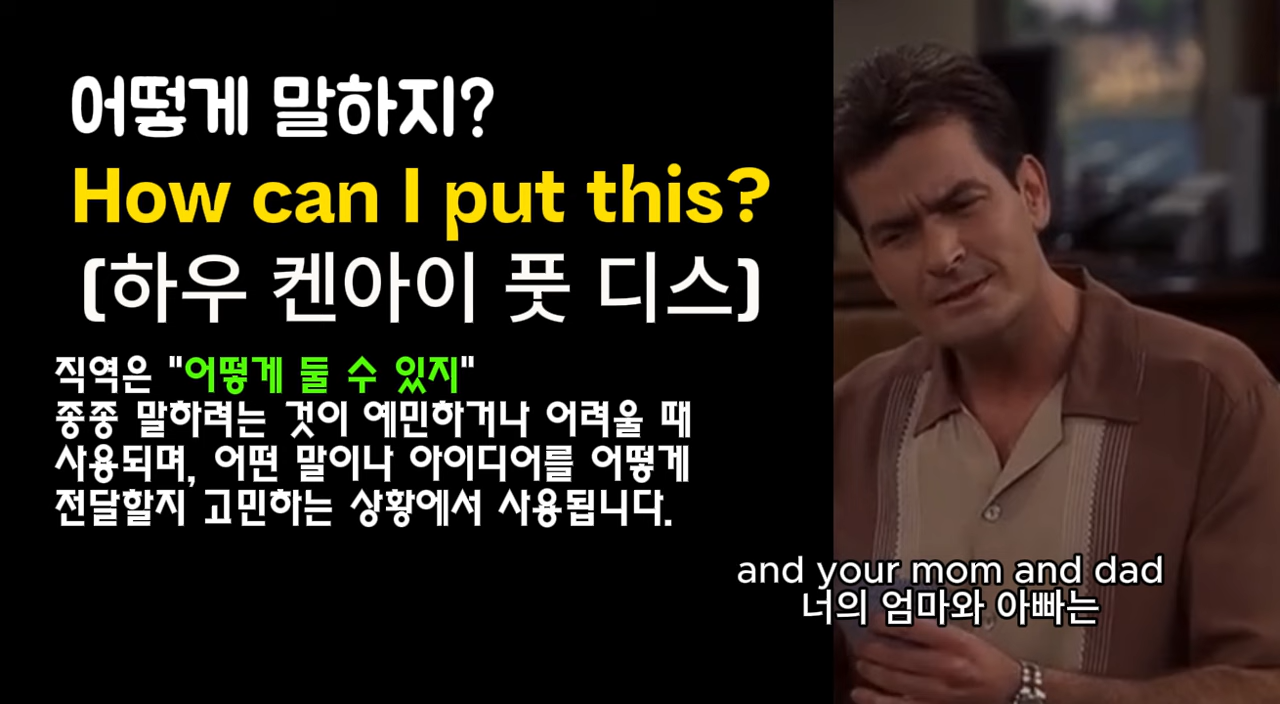 어떻게 말하지?
How can I put this?
(하우 켄아이 풋 디스)
직역은 "어떻게 둘 수 있지"
종종 말하려는 것이 예민하거나 어려울 때
사용되며, 어떤 말이나 아이디어를 어떻게
전달할지 고민하는 상황에서 사용됩니다.
and your mom and dad
너의 엄마와 아빠는